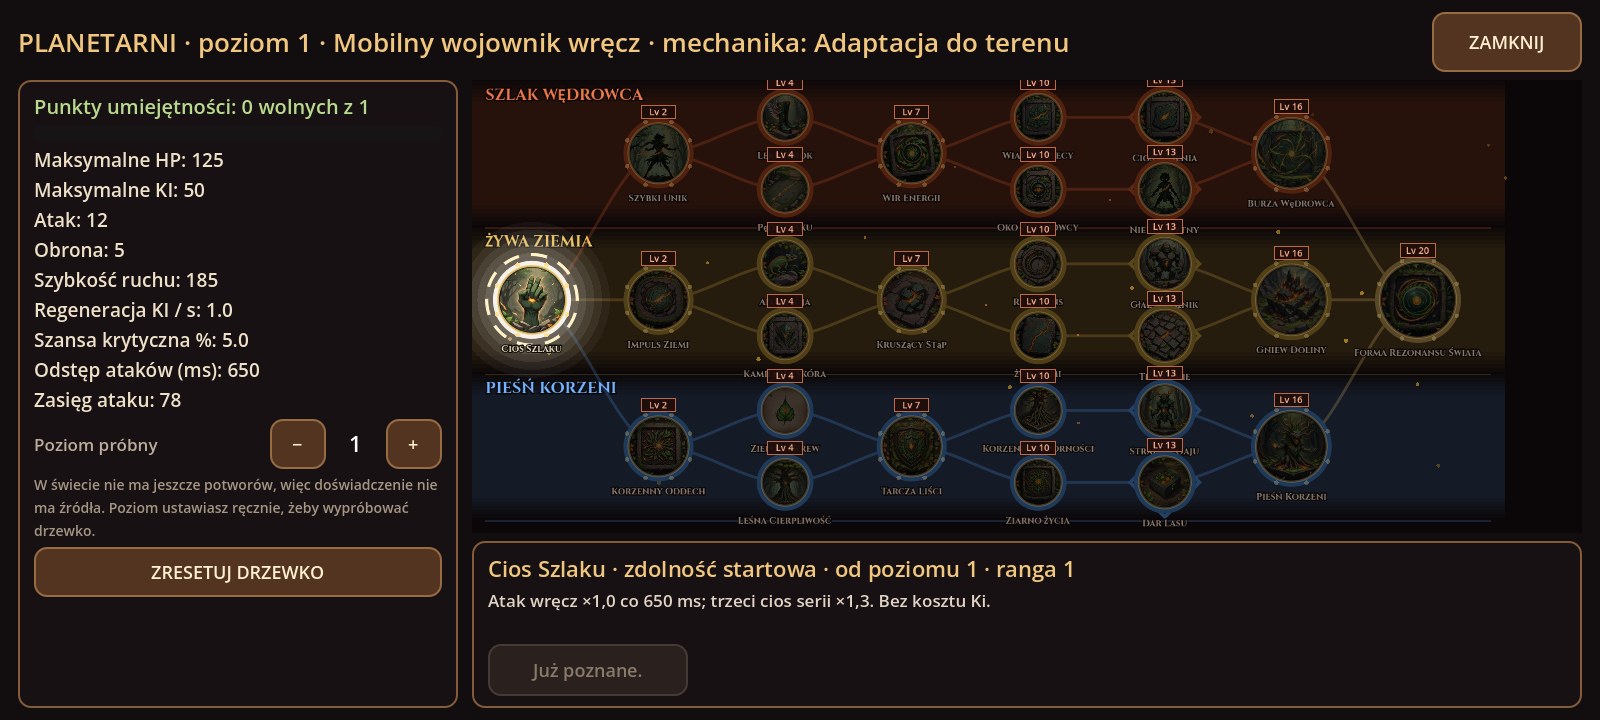 PLANETARNI · poziom 1 · Mobilny wojownik wręcz · mechanika: Adaptacja do terenu
ZAMKNIJ
Punkty umiejętności: 0 wolnych z 1
Maksymalne HP: 125
Maksymalne KI: 50
Atak: 12
Obrona: 5
Szybkość ruchu: 185
Regeneracja KI / s: 1.0
Szansa krytyczna %: 5.0
Odstęp ataków (ms): 650
Zasięg ataku: 78
Poziom próbny
− 1 +
W świecie nie ma jeszcze potworów, więc doświadczenie nie
ma źródła. Poziom ustawiasz ręcznie, żeby wypróbować
drzewko.
ZRESETUJ DRZEWKO
SZLAK WĘDROWCA
Lv 4
Lv 10
Lv 13
Lv 2
Lv 7
Lv 16
Lv 4
Lv 10
Lv 13
SZYBKI UNIK
WIR ENERGII
BURZA WĘDROWCA
OKO
ŻYWA ZIEMIA
Lv 4
Lv 10
Lv 13
Lv 2
Lv 7
Lv 16
Lv 20
Lv 4
Lv 10
Lv 13
CIOS SZLAKU
IMPULS ZIEMI
KRUSZĄCY STĄP
GNIEW DOLINY
FORMA REZONANSU ŚWIATA
PIEŚŃ KORZENI
Lv 4
Lv 10
Lv 13
Lv 2
Lv 7
Lv 16
Lv 4
Lv 10
Lv 13
KORZENNY ODDECH
TARCZA LIŚCI
PIEŚŃ KORZENI
LEŚNA CIERPLIWOŚĆ
ZIARNO ŻYCIA
DAR LASU
Cios Szlaku · zdolność startowa · od poziomu 1 · ranga 1
Atak wręcz ×1,0 co 650 ms; trzeci cios serii ×1,3. Bez kosztu Ki.
Już poznane.